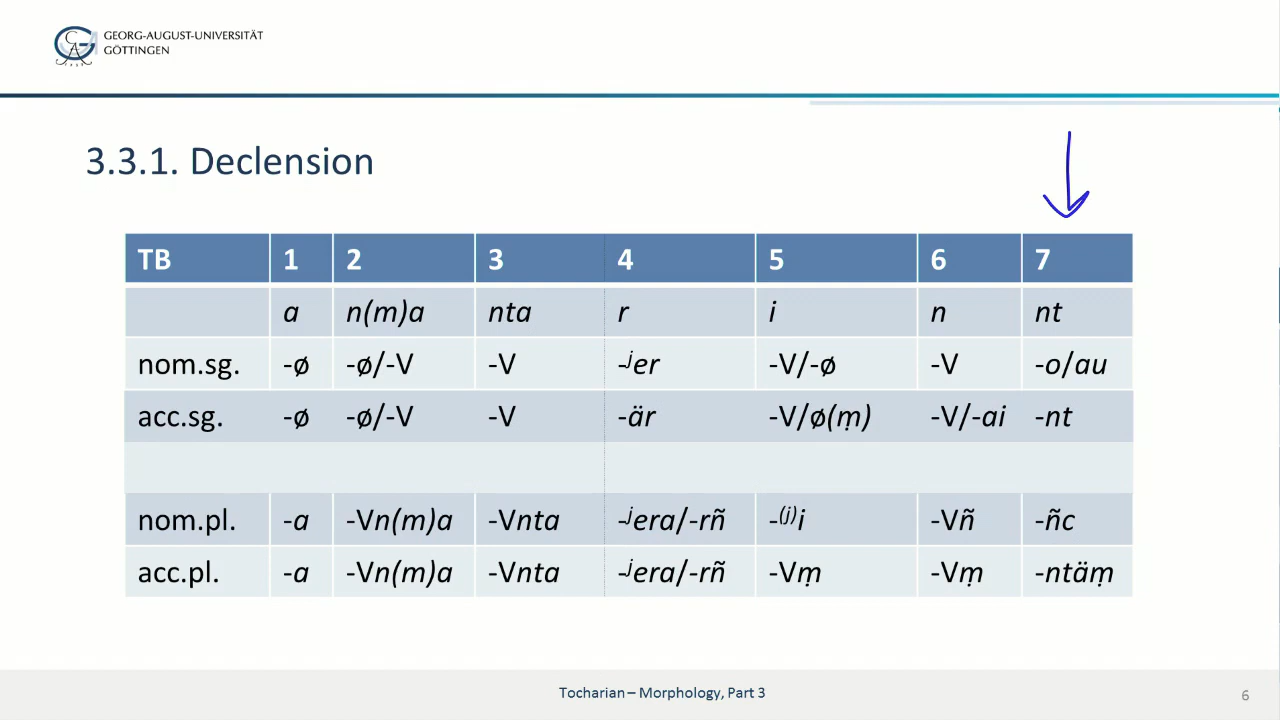 GEORG-AUGUST-UNIVERSITÄT
GÖTTINGEN
3.3.1. Declension
TB 1 2 3 4 5 6 7
a n(m)a nta r i n nt
nom.sg. -ø -ø/-V -V -ʲer -V/-ø -V -o/au
acc.sg. -ø -ø/-V -V -är -V/ø(ṃ) -V/-ai -nt
nom.pl. -a -Vn(m)a -Vnta -ʲera/-rñ -⁽ʲ⁾i -Vñ -ñc
acc.pl. -a -Vn(m)a -Vnta -ʲera/-rñ -Vṃ -Vṃ -ntäṃ
Tocharian – Morphology, Part 3
6